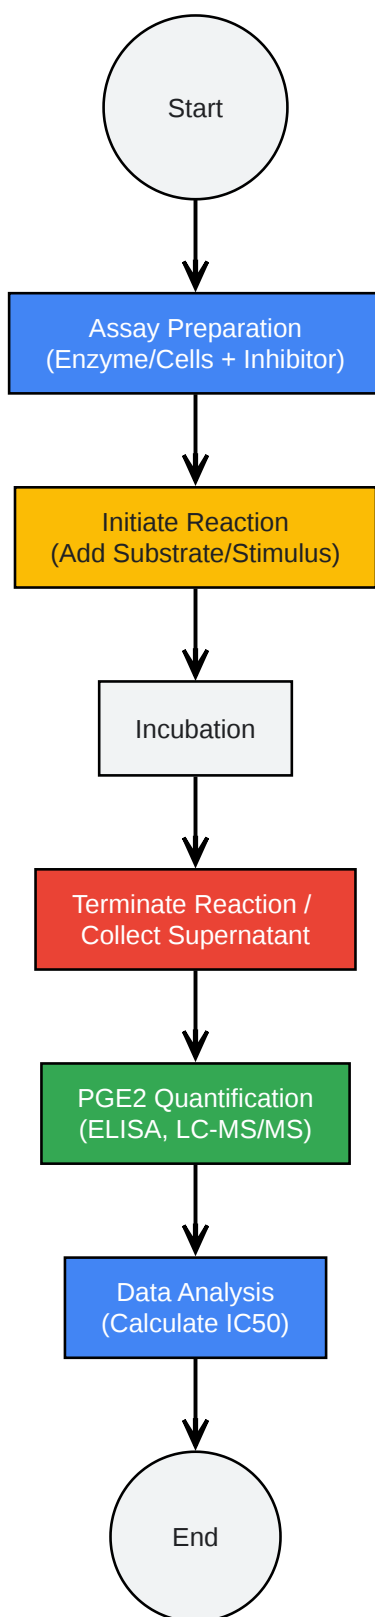 Start
Assay Preparation
(Enzyme/Cells + Inhibitor)
Initiate Reaction
(Add Substrate/Stimulus)
Incubation
Terminate Reaction /
Collect Supernatant
PGE2 Quantification
(ELISA, LC-MS/MS)
Data Analysis
(Calculate IC50)
End